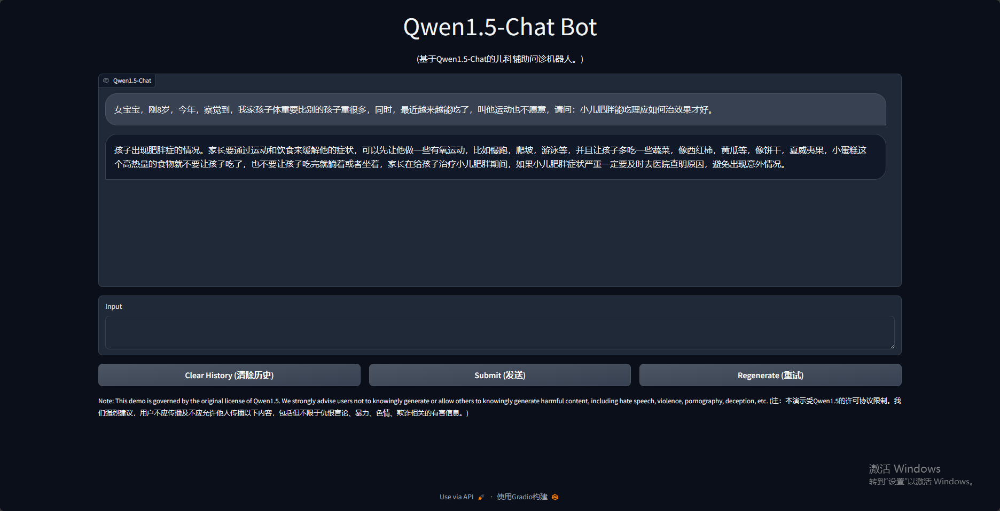 Qwen1.5-Chat Bot
(基于Qwen1.5-Chat的儿科辅助问诊机器人。)
Qwen1.5-Chat
女宝宝，刚8岁，今年，察觉到，我家孩子体重要比别的孩子重很多，同时，最近越来越能吃了，叫他运动也不愿意，请问：小儿肥胖能吃理应如何治效果才好。
孩子出现肥胖症的情况。家长要通过运动和饮食来缓解他的症状，可以先让他做一些有氧运动，比如慢跑，爬坡，游泳等，并且让孩子多吃一些蔬菜，像西红柿，黄瓜等，像饼干，夏威夷果，小蛋糕这
个高热量的食物就不要让孩子吃了，也不要让孩子吃完就躺着或者坐着，家长在给孩子治疗小儿肥胖期间，如果小儿肥胖症状严重一定要及时去医院查明原因，避免出现意外情况。
Input
Clear History (清除历史)
Submit (发送)
Regenerate (重试)
Note: This demo is governed by the original license of Qwen1.5. We strongly advise users not to knowingly generate or allow others to knowingly generate harmful content, including hate speech, violence, pornography, deception, etc. (注：本演示受Qwen1.5的许可协议限制。我
们强烈建议，用户不应传播及不应允许他人传播以下内容，包括但不限于仇恨言论、暴力、色情、欺诈相关的有害信息。)
激活 Windows
转到“设置”以激活 Windows。
Use via API · 使用Gradio构建